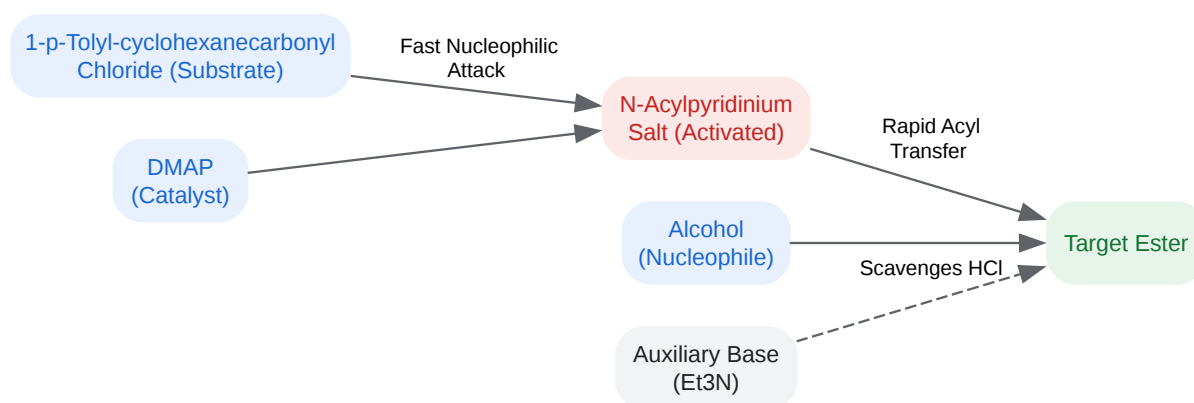 1-p-Tolyl-cyclohexanecarbonyl
Chloride (Substrate)
Fast Nucleophilic
Attack
N-Acylpyridinium
Salt (Activated)
DMAP
(Catalyst)
Rapid Acyl
Transfer
Alcohol
(Nucleophile)
Target Ester
Scavenges HCl
Auxiliary Base
(Et3N)